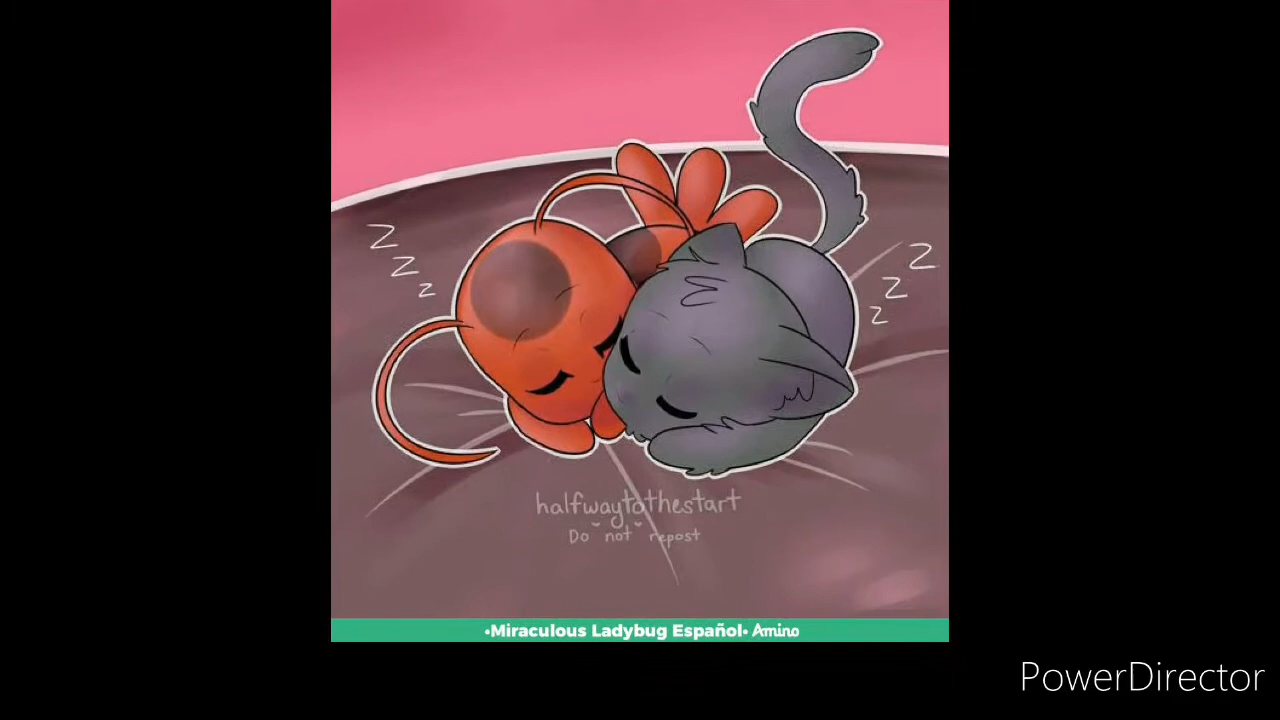 Z
Z
Z
Z
Z
Z
halfwaytothestart
Do not repost
•Miraculous Ladybug Español• Amino
PowerDirector